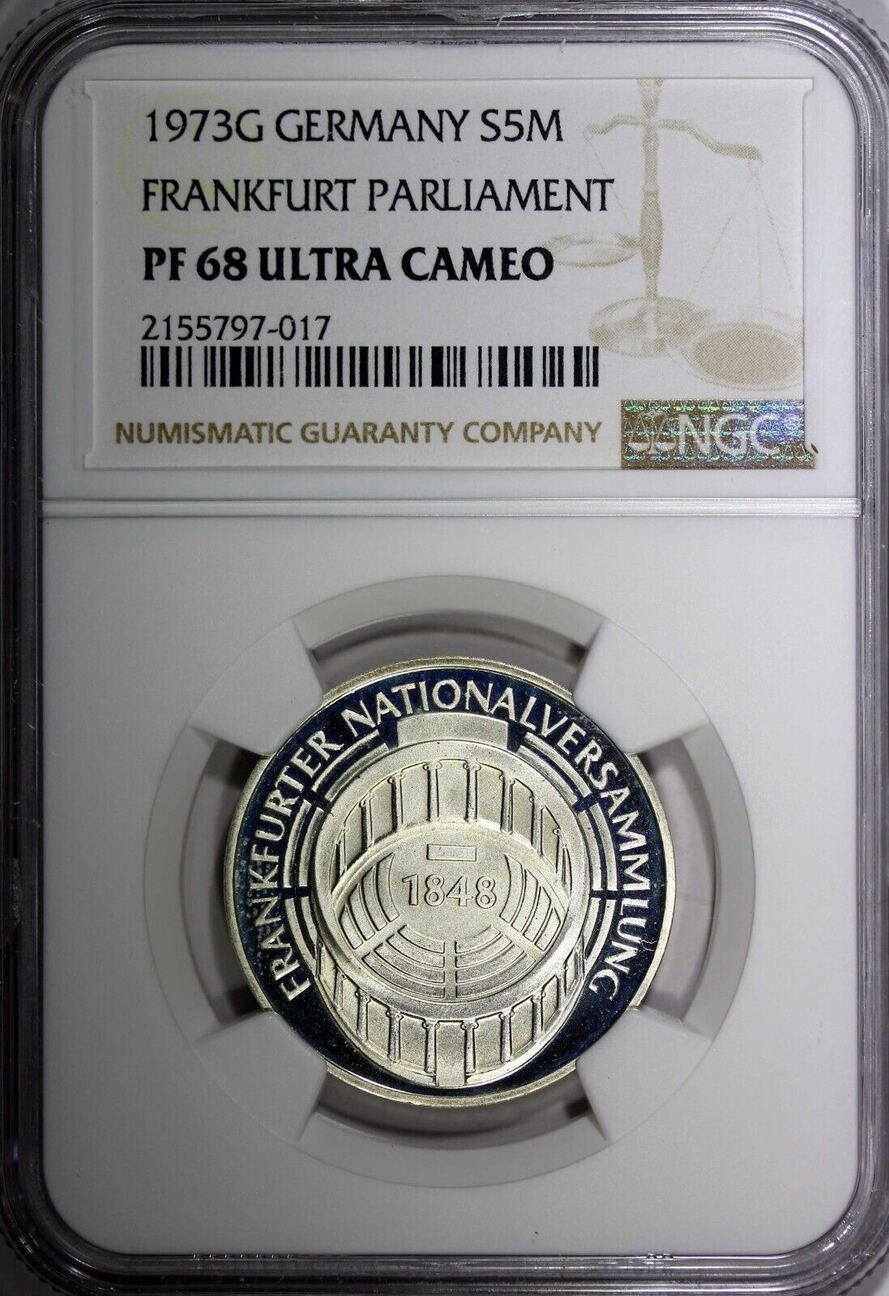 1973G GERMANY S5M
FRANKFURT PARLIAMENT
PF 68 ULTRA CAMEO
2155797-017
NUMISMATIC GUARANTY COMPANY
NGC
FRANKFURTER NATIONALVERSAMMLUNG
1848